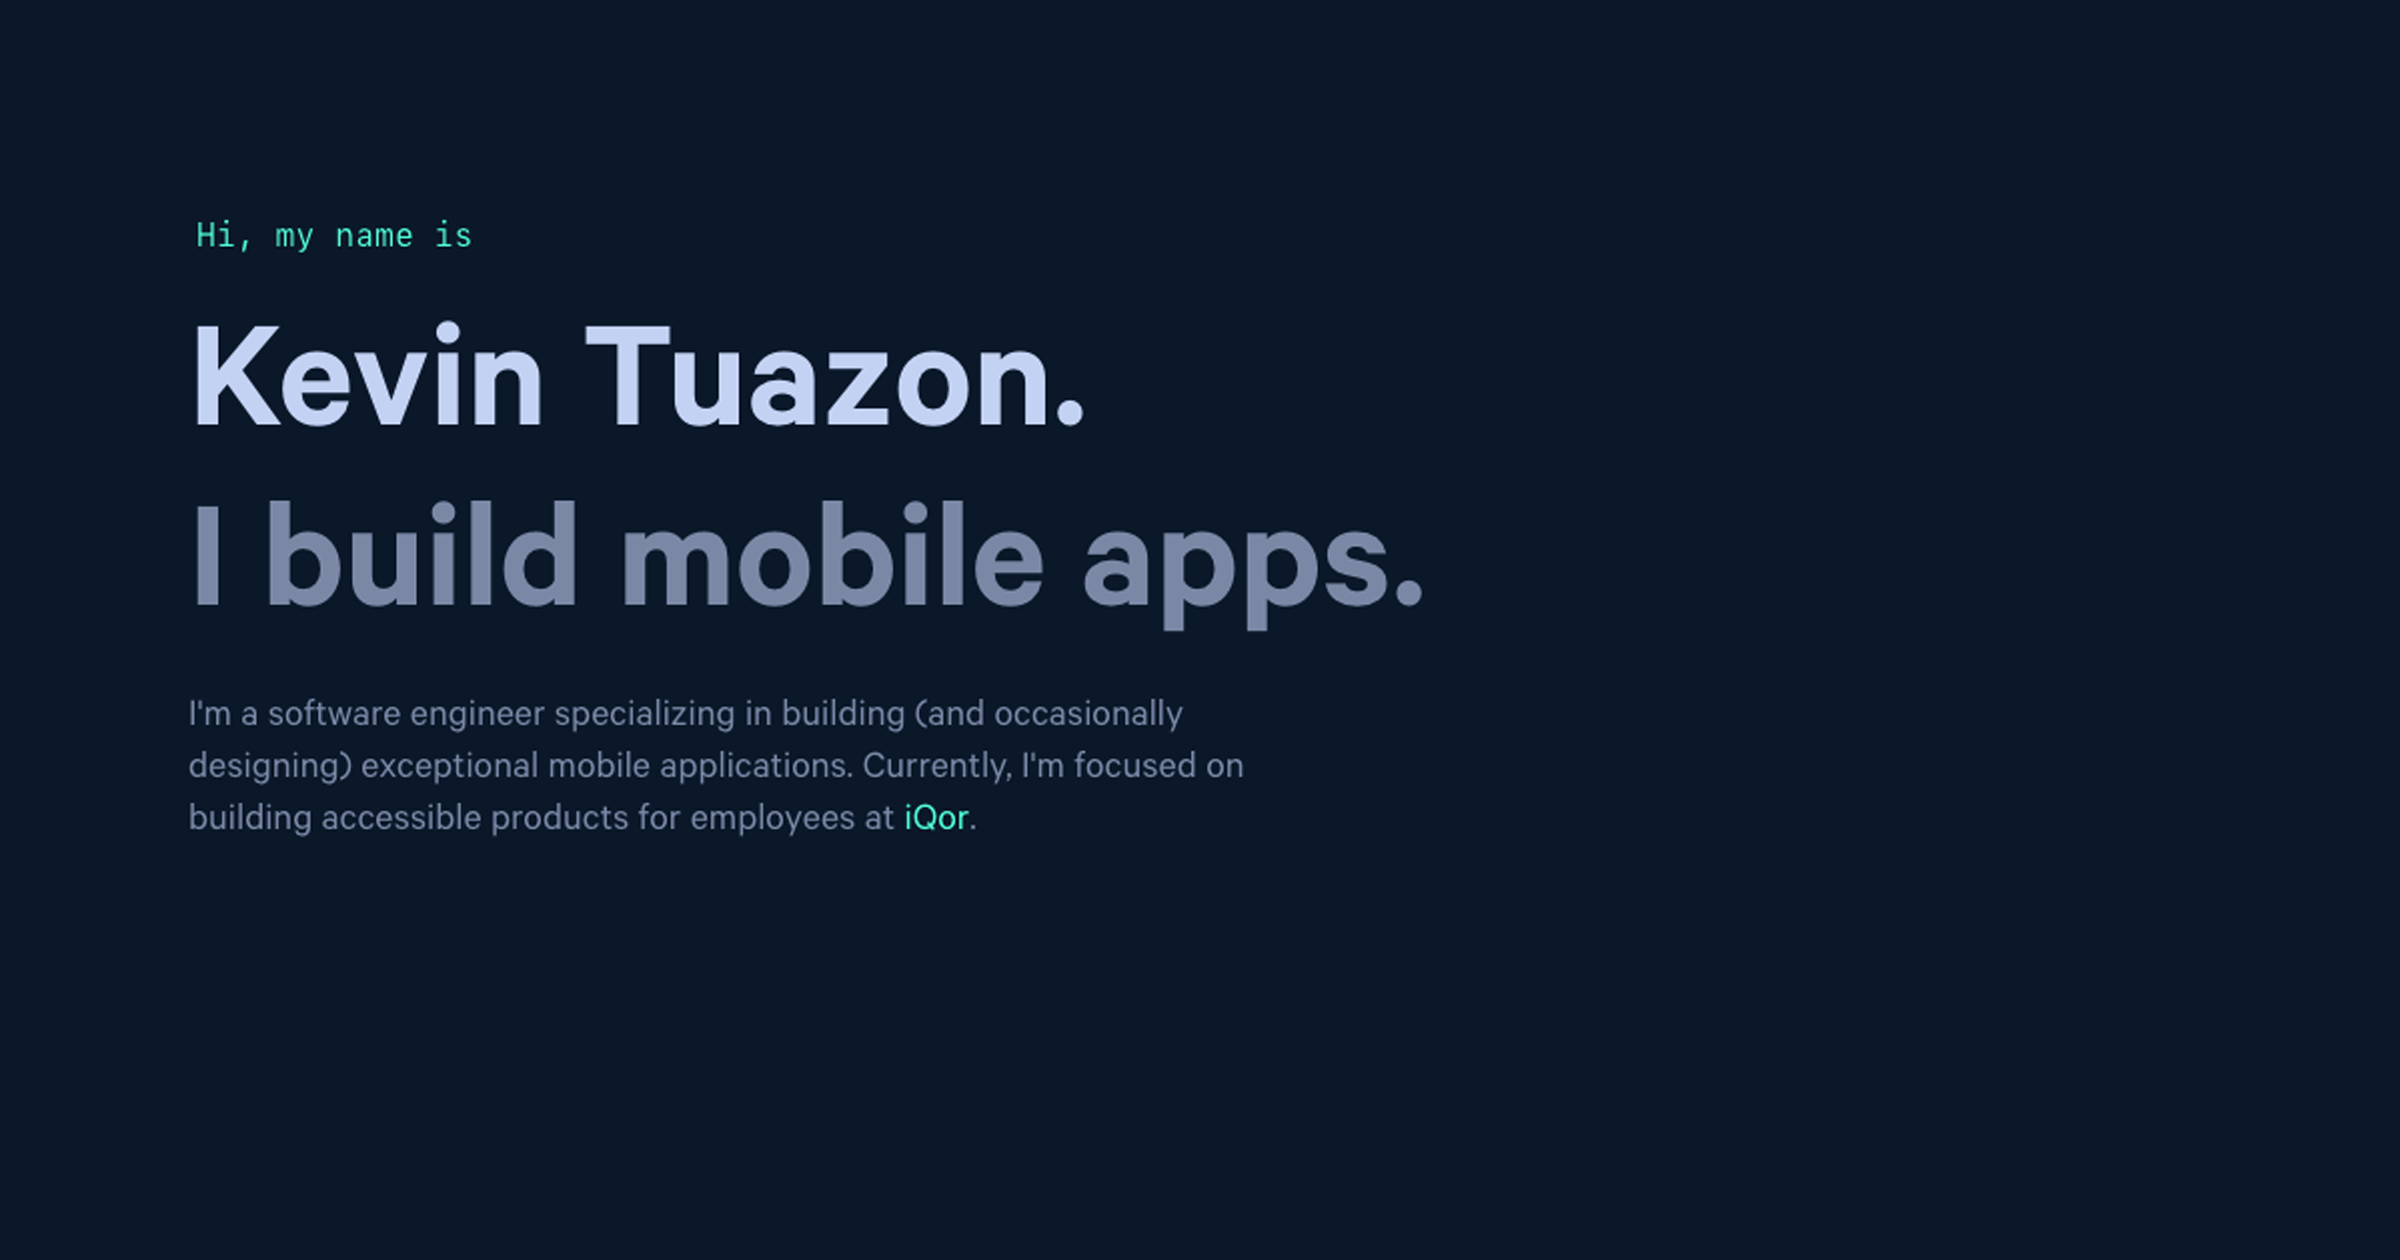 Hi, my name is
Kevin Tuazon.
I build mobile apps.
I'm a software engineer specializing in building (and occasionally
designing) exceptional mobile applications. Currently, I'm focused on
building accessible products for employees at iQor.